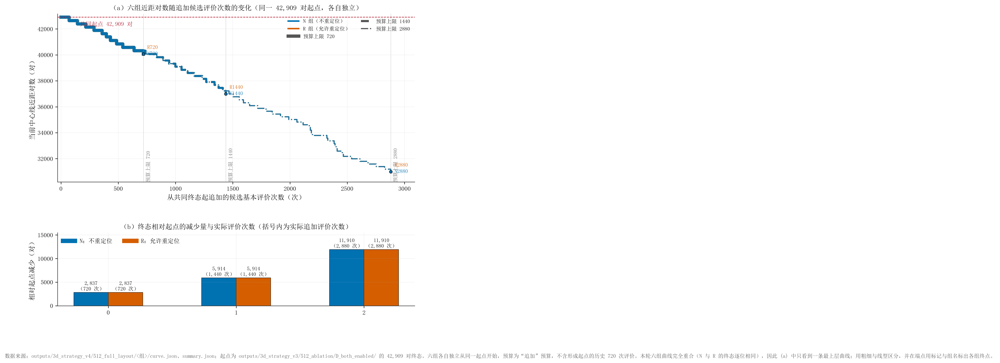 （a）六组近距对数随追加候选评价次数的变化（同一 42,909 对起点，各自独立）
当前中心线近距对数（对）
42000
40000
38000
36000
34000
32000
共同起点 42,909 对
N 组（不重定位）
R 组（允许重定位）
预算上限 720
预算上限 1440
预算上限 2880
R720
N720
R1440
N1440
R2880
N2880
预算上限 720
预算上限 1440
预算上限 2880
0 500 1000 1500 2000 2500 3000
从共同终态起追加的候选基本评价次数（次）
（b）终态相对起点的减少量与实际评价次数（括号内为实际追加评价次数）
相对起点减少（对）
15000
10000
5000
0
N：不重定位
R：允许重定位
2,837
（720 次）
2,837
（720 次）
5,914
（1,440 次）
5,914
（1,440 次）
11,910
（2,880 次）
11,910
（2,880 次）
0 1 2
数据来源：outputs/3d_strategy_v4/512_full_layout/<组>/curve.json、summary.json；起点为 outputs/3d_strategy_v3/512_ablation/D_both_enabled/ 的 42,909 对终态。六组各自独立从同一起点开始，预算为“追加”预算，不含形成起点的历史 720 次评价。本轮六组曲线完全重合（N 与 R 的终态逐位相同），因此 (a) 中只看到一条最上层曲线；用粗细与线型区分，并在端点用标记与组名标出各组终点。